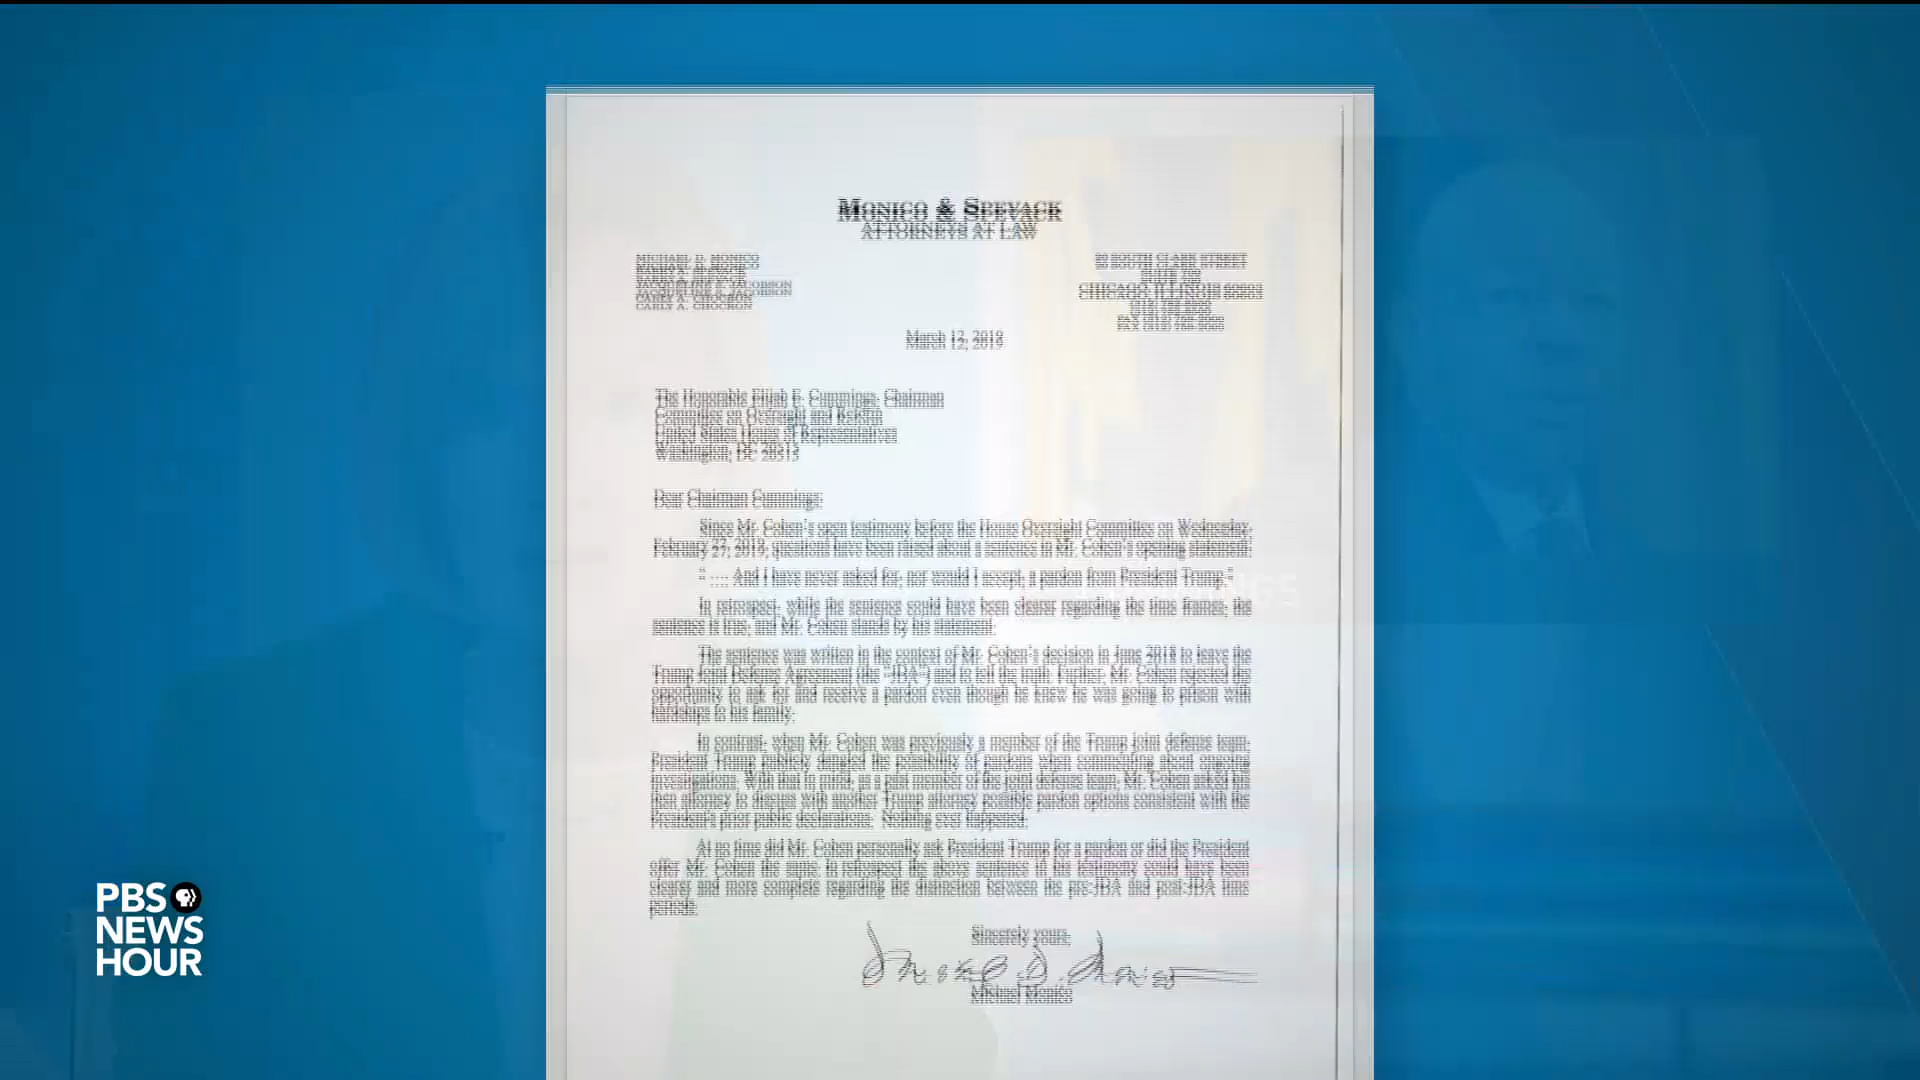 MONICO & SPEVACK
ATTORNEYS AT LAW
MICHAEL D. MONICO
BARRY A. SPEVACK
JACQUELINE S. JACOBSON
CARLY A. CHOCRON
20 SOUTH CLARK STREET
SUITE 700
CHICAGO, ILLINOIS 60603
March 12, 2019
The Honorable Elijah E. Cummings, Chairman
Committee on Oversight and Reform
United States House of Representatives
Washington, DC 20515
Dear Chairman Cummings:
Since Mr. Cohen's open testimony before the House Oversight Committee on Wednesday,
February 27, 2019, questions have been raised about a sentence in Mr. Cohen's opening statement:
“ … And I have never asked for, nor would I accept, a pardon from President Trump.”
In retrospect, while the sentence could have been clearer regarding the time frames, the
sentence is true, and Mr. Cohen stands by his statement.
The sentence was written in the context of Mr. Cohen's decision in June 2018 to leave the
Trump Joint Defense Agreement (the “JDA”) and to tell the truth. Further, Mr. Cohen rejected the
opportunity to ask for and receive a pardon even though he knew he was going to prison with
hardships to his family.
In contrast, when Mr. Cohen was previously a member of the Trump joint defense team,
President Trump publicly dangled the possibility of pardons when commenting about ongoing
investigations. With that in mind, as a past member of the joint defense team, Mr. Cohen asked his
then attorney to discuss with another Trump attorney possible pardon options consistent with the
President's prior public declarations. Nothing ever happened.
At no time did Mr. Cohen personally ask President Trump for a pardon or did the President
offer Mr. Cohen the same. In retrospect the above sentence in his testimony could have been
clearer and more complete regarding the distinction between the pre-JDA and post-JDA time
periods.
Sincerely yours,
Michael Monico
PBS
NEWS
HOUR